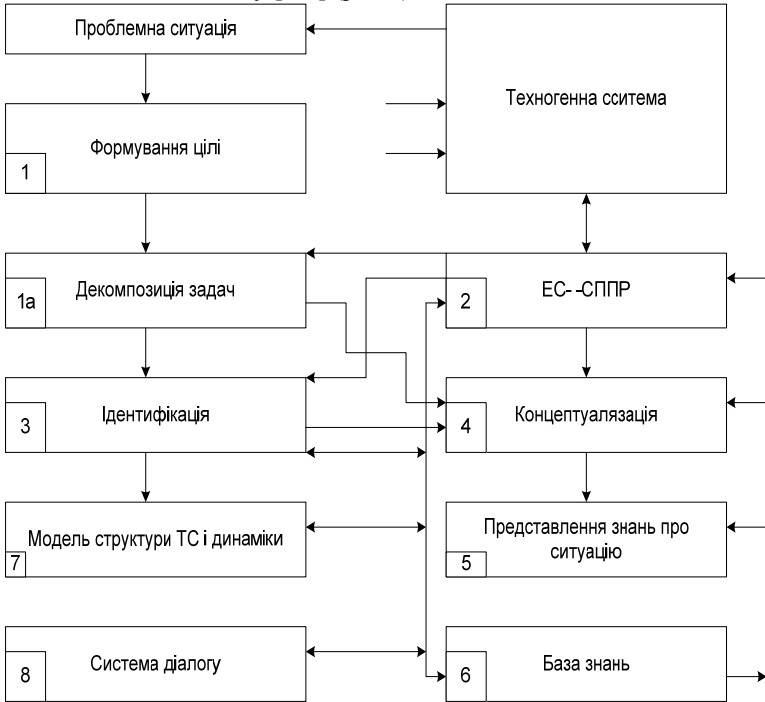 Проблемна ситуація
Техногенна сситема
Формування цілі
1
Декомпозиція задач
1а
ЕС- -СППР
2
Ідентифікація
3
Концептуалязація
4
Модель структури ТС і динаміки
7
Представлення знань про
ситуацію
5
Система діалогу
8
База знань
6